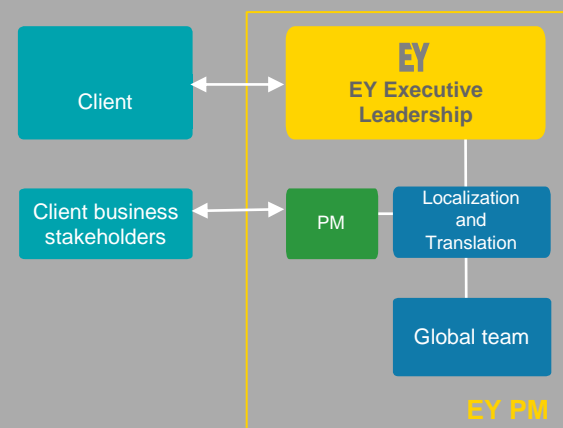 Client
EY
EY Executive
Leadership
Client business
stakeholders
PM
Localization
and
Translation
Global team
EY PM